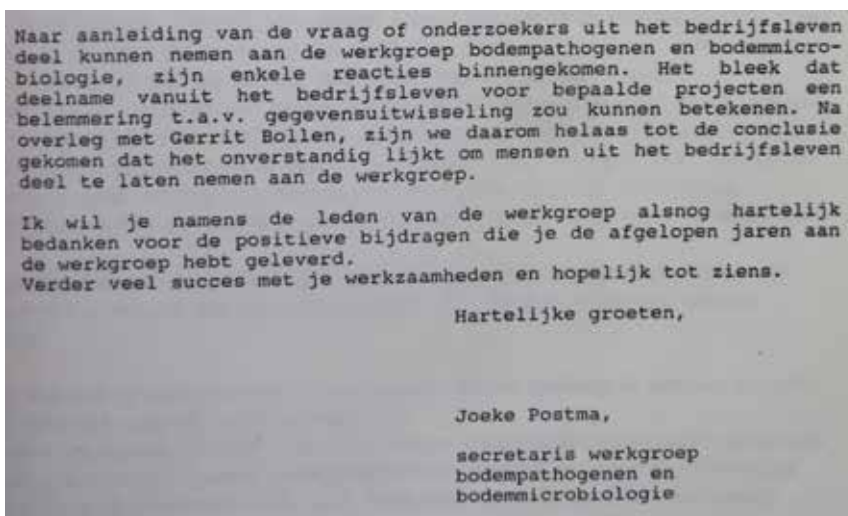 Naar aanleiding van de vraag of onderzoekers uit het bedrijfsleven
deel kunnen nemen aan de werkgroep bodempathogenen en bodemmicro-
biologie, zijn enkele reacties binnengekomen. Het bleek dat
deelname vanuit het bedrijfsleven voor bepaalde projecten een
belemmering t.a.v. gegevensuitwisseling zou kunnen betekenen. Na
overleg met Gerrit Bollen, zijn we daarom helaas tot de conclusie
gekomen dat het onverstandig lijkt om mensen uit het bedrijfsleven
deel te laten nemen aan de werkgroep.
Ik wil je namens de leden van de werkgroep alsnog hartelijk
bedanken voor de positieve bijdragen die je de afgelopen jaren aan
de werkgroep hebt geleverd.
Verder veel succes met je werkzaamheden en hopelijk tot ziens.
Hartelijke groeten,
Joeke Postma,
secretaris werkgroep
bodempathogenen en
bodemmicrobiologie